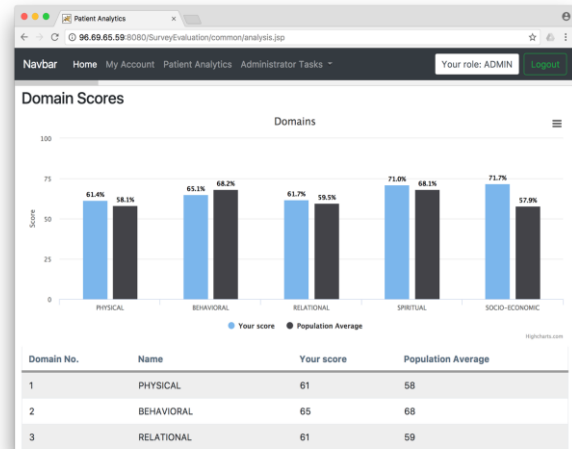 Patient Analytics
96.69.65.59:8080/SurveyEvaluation/common/analysis.jsp
Navbar Home My Account Patient Analytics Administrator Tasks Your role: ADMIN Logout
Domain Scores
Domains
100
75
50
25
0
Score
61.4% 58.1% 65.1% 68.2% 61.7% 59.5% 71.0% 68.1% 71.7% 57.9%
PHYSICAL BEHAVIORAL RELATIONAL SPIRITUAL SOCIO-ECONOMIC
Your score Population Average
Highcharts.com
Domain No. Name Your score Population Average
1 PHYSICAL 61 58
2 BEHAVIORAL 65 68
3 RELATIONAL 61 59